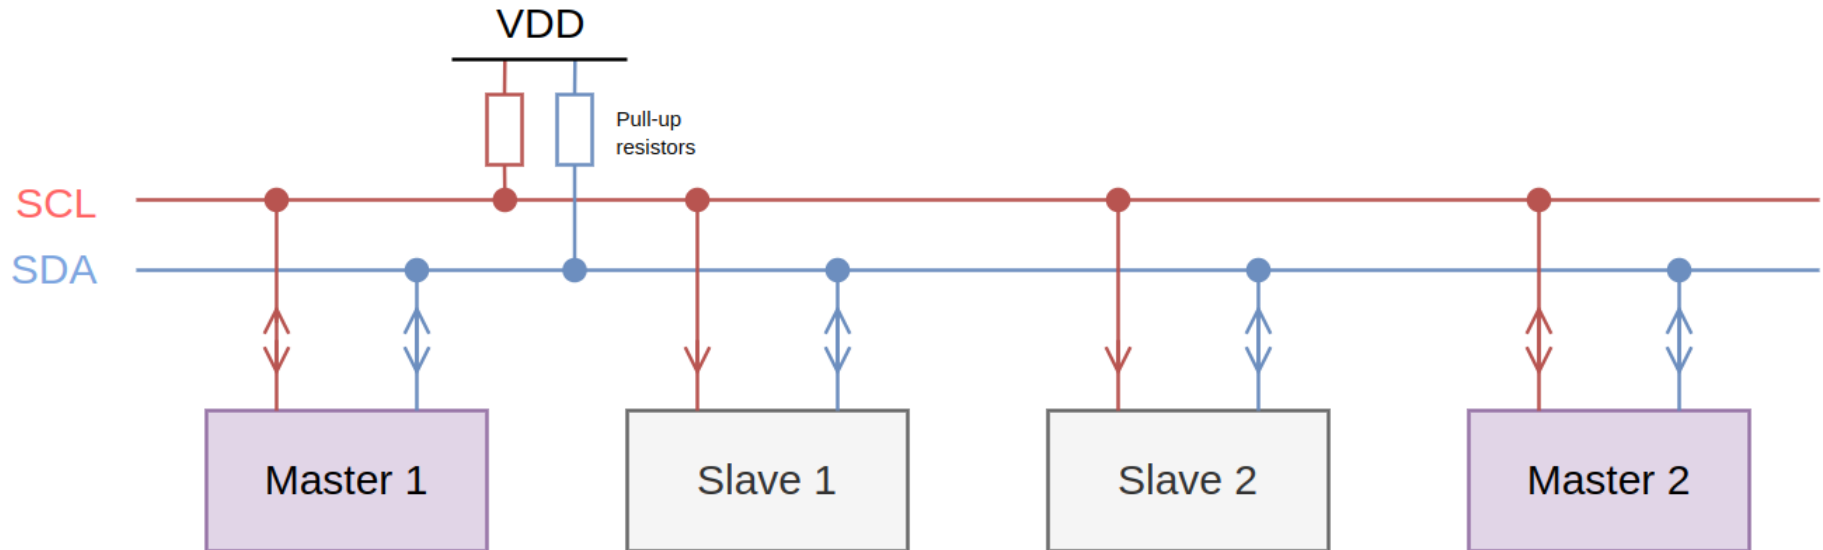 VDD
Pull-up
resistors
SCL
SDA
Master 1
Slave 1
Slave 2
Master 2